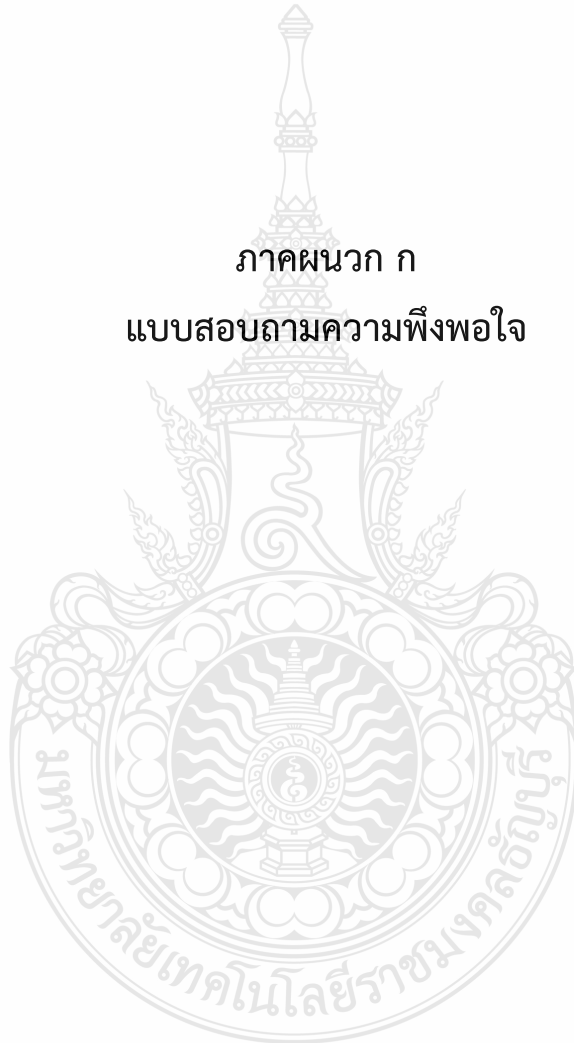 ภาคผนวก ก
แบบสอบถามความพึงพอใจ
มหาวิทยาลัยเทคโนโลยีราชมงคลธัญบุรี